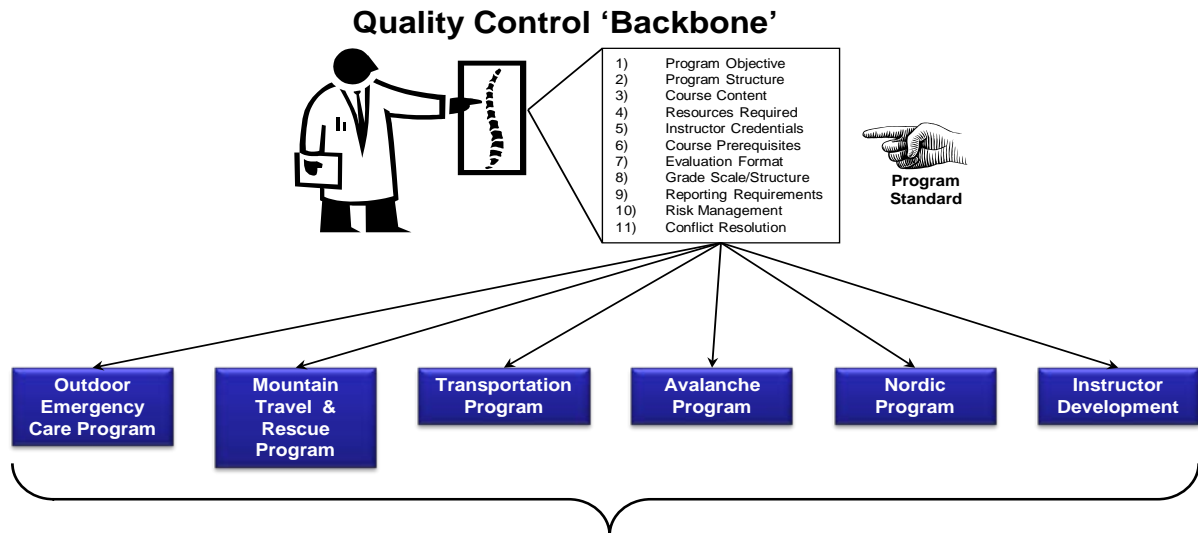 Quality Control ‘Backbone’
1) Program Objective
2) Program Structure
3) Course Content
4) Resources Required
5) Instructor Credentials
6) Course Prerequisites
7) Evaluation Format
8) Grade Scale/Structure
9) Reporting Requirements
10) Risk Management
11) Conflict Resolution
Program
Standard
Outdoor
Emergency
Care Program
Mountain
Travel &
Rescue
Program
Transportation
Program
Avalanche
Program
Nordic
Program
Instructor
Development